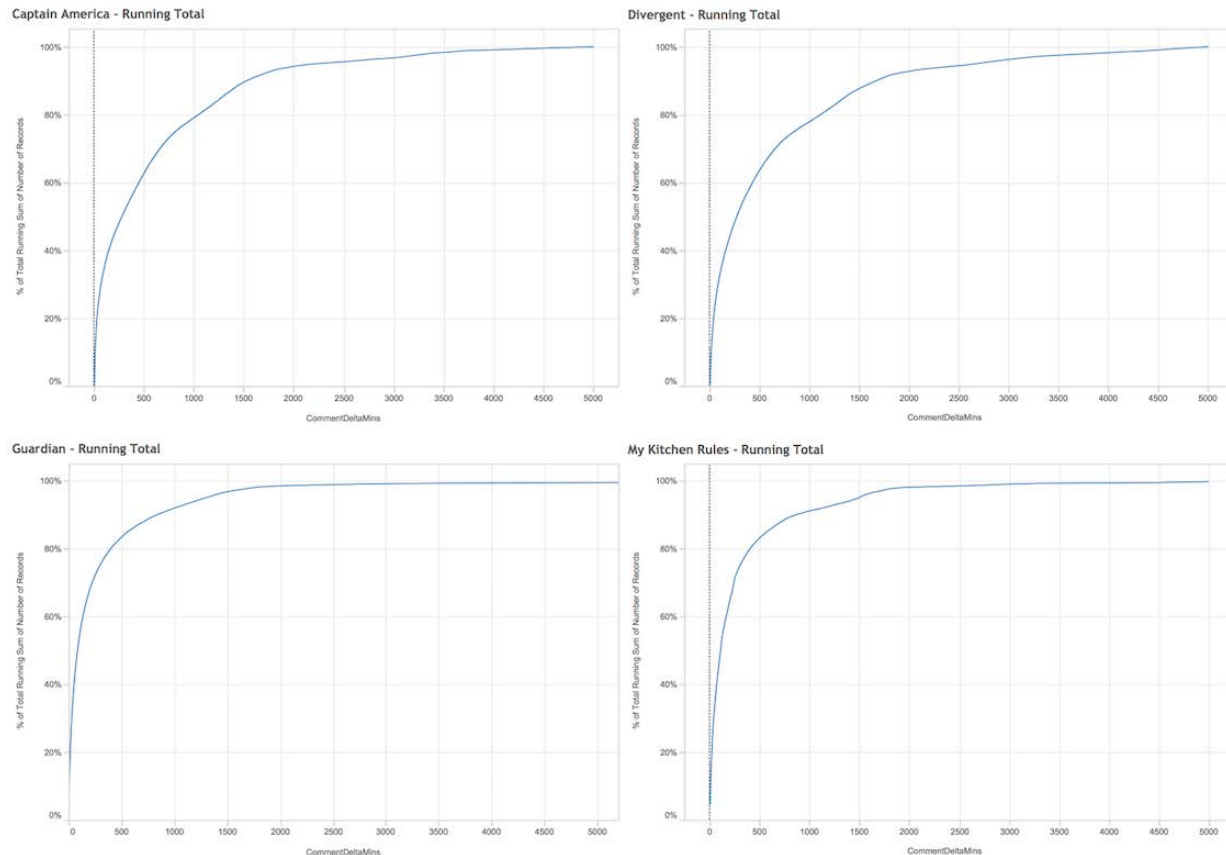 Captain America - Running Total
% of Total Running Sum of Number of Records
100%
80%
60%
40%
20%
0%
0 500 1000 1500 2000 2500 3000 3500 4000 4500 5000
CommentDeltaMins
Divergent - Running Total
% of Total Running Sum of Number of Records
100%
80%
60%
40%
20%
0%
0 500 1000 1500 2000 2500 3000 3500 4000 4500 5000
CommentDeltaMins
Guardian - Running Total
% of Total Running Sum of Number of Records
100%
80%
60%
40%
20%
0%
0 500 1000 1500 2000 2500 3000 3500 4000 4500 5000
CommentDeltaMins
My Kitchen Rules - Running Total
% of Total Running Sum of Number of Records
100%
80%
60%
40%
20%
0%
0 500 1000 1500 2000 2500 3000 3500 4000 4500 5000
CommentDeltaMins